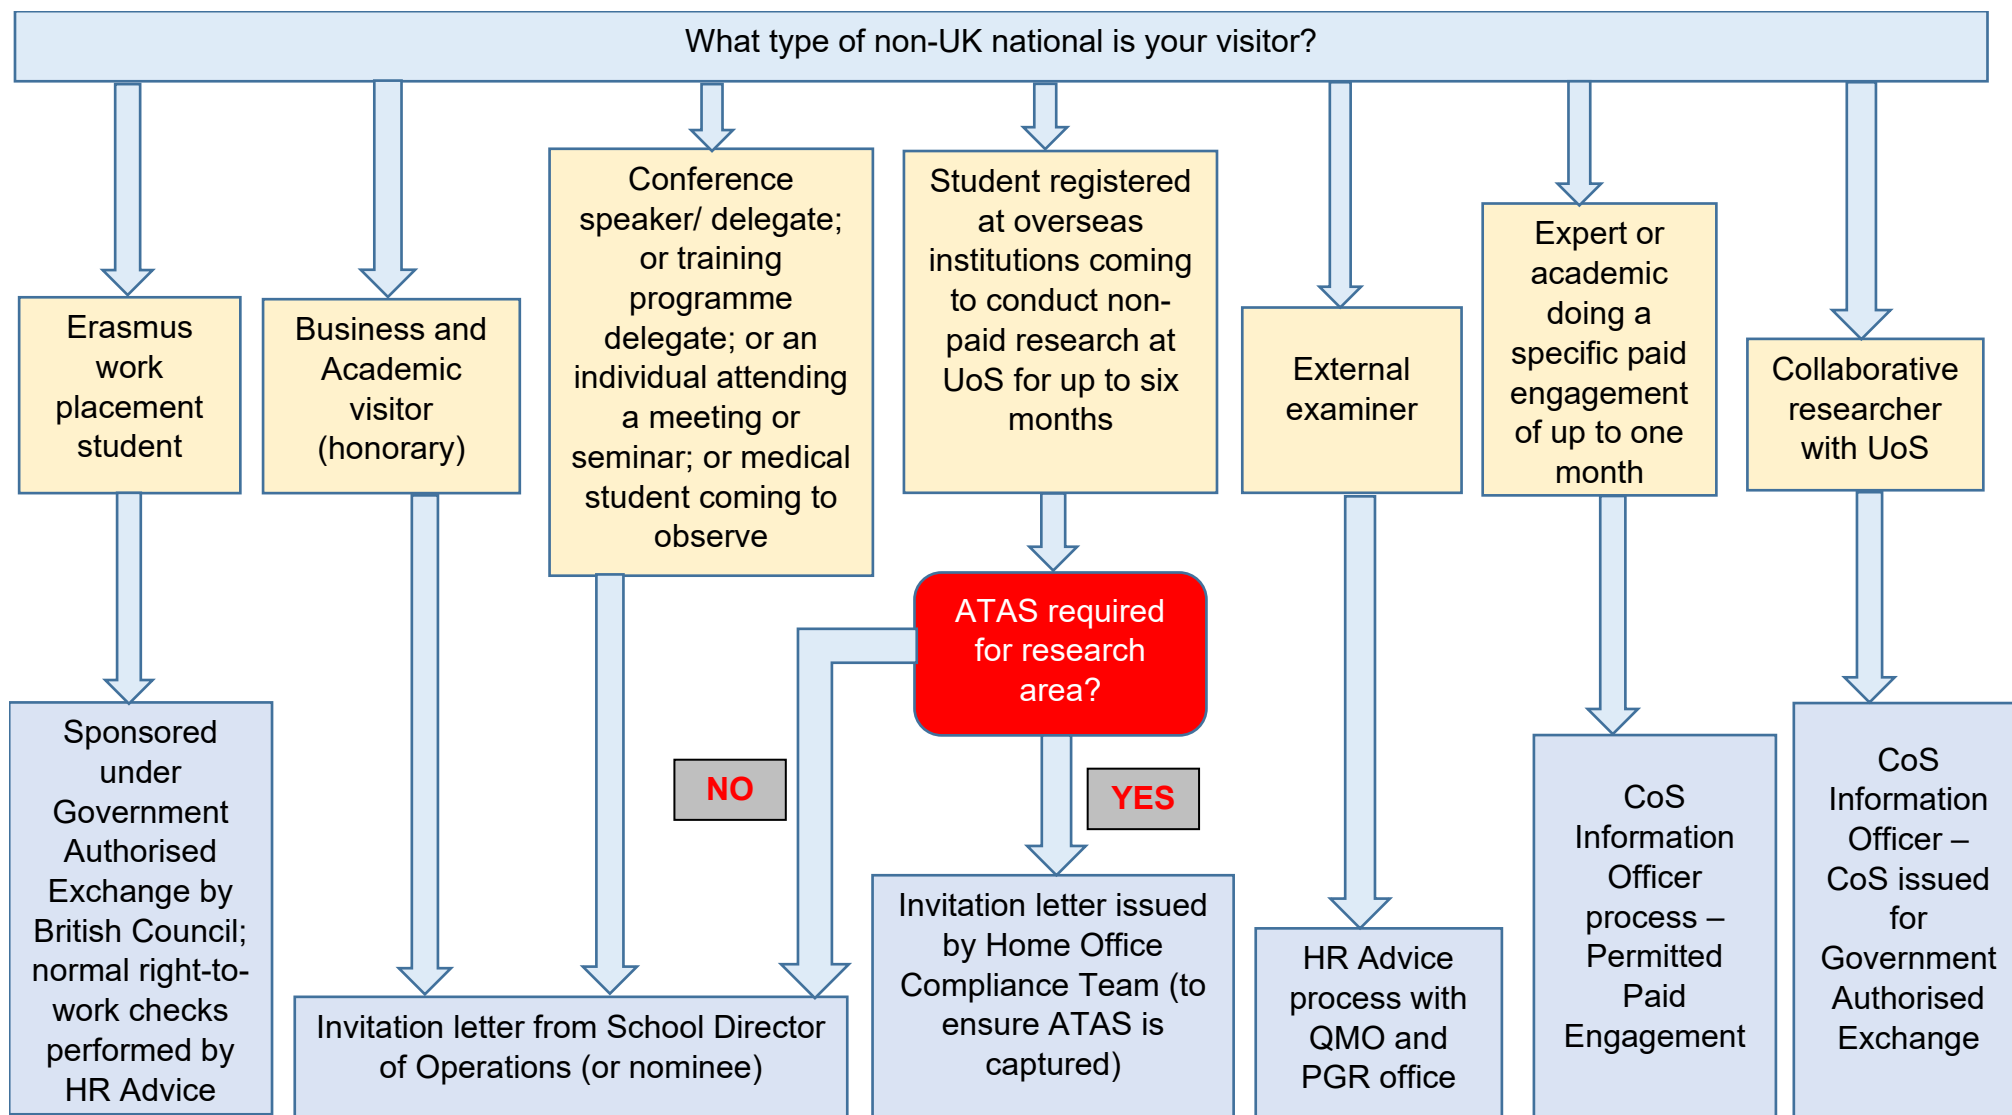 What type of non-UK national is your visitor?
Erasmus
work
placement
student
Business and
Academic
visitor
(honorary)
Conference
speaker/ delegate;
or training
programme
delegate; or an
individual attending
a meeting or
seminar; or medical
student coming to
observe
Student registered
at overseas
institutions coming
to conduct non-
paid research at
UoS for up to six
months
External
examiner
Expert or
academic
doing a
specific paid
engagement
of up to one
month
Collaborative
researcher
with UoS
ATAS required
for research
area?
NO
YES
Sponsored
under
Government
Authorised
Exchange by
British Council;
normal right-to-
work checks
performed by
HR Advice
Invitation letter from School Director
of Operations (or nominee)
Invitation letter issued
by Home Office
Compliance Team (to
ensure ATAS is
captured)
HR Advice
process with
QMO and
PGR office
CoS
Information
Officer
process –
Permitted
Paid
Engagement
CoS
Information
Officer –
CoS issued
for
Government
Authorised
Exchange